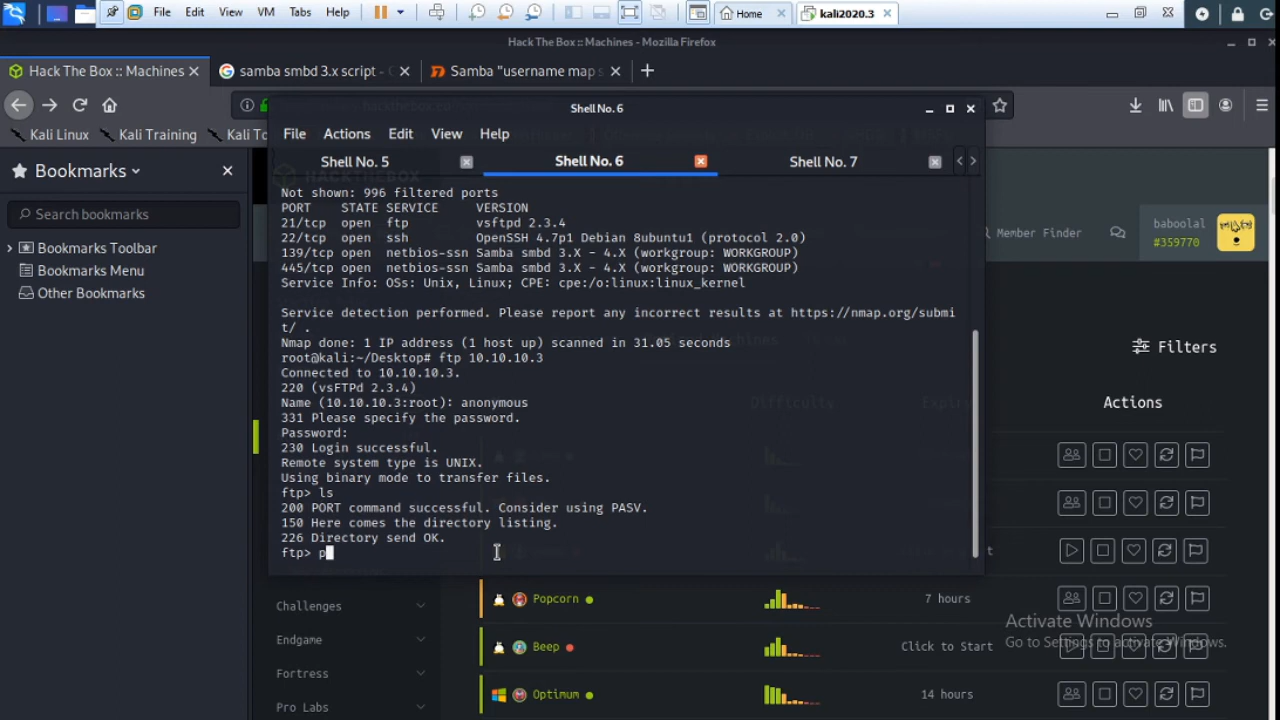 File Edit View VM Tabs Help
Home
kali2020.3
Hack The Box :: Machines - Mozilla Firefox
Hack The Box :: Machines
samba smbd 3.x script -
Samba "username map s
Shell No. 6
Kali Linux Kali Training Kali To
File Actions Edit View Help
Shell No. 5 Shell No. 6 Shell No. 7
Bookmarks
Search bookmarks
Bookmarks Toolbar
Bookmarks Menu
Other Bookmarks
Not shown: 996 filtered ports
PORT STATE SERVICE VERSION
21/tcp open ftp vsftpd 2.3.4
22/tcp open ssh OpenSSH 4.7p1 Debian 8ubuntu1 (protocol 2.0)
139/tcp open netbios-ssn Samba smbd 3.X - 4.X (workgroup: WORKGROUP)
445/tcp open netbios-ssn Samba smbd 3.X - 4.X (workgroup: WORKGROUP)
Service Info: OSs: Unix, Linux; CPE: cpe:/o:linux:linux_kernel
Service detection performed. Please report any incorrect results at https://nmap.org/submi
t/ .
Nmap done: 1 IP address (1 host up) scanned in 31.05 seconds
root@kali:~/Desktop# ftp 10.10.10.3
Connected to 10.10.10.3.
220 (vsFTPd 2.3.4)
Name (10.10.10.3:root): anonymous
331 Please specify the password.
Password:
230 Login successful.
Remote system type is UNIX.
Using binary mode to transfer files.
ftp> ls
200 PORT command successful. Consider using PASV.
150 Here comes the directory listing.
226 Directory send OK.
ftp> p
Member Finder
baboolal
#359770
Filters
Difficulty
Actions
Challenges
Endgame
Fortress
Pro Labs
Popcorn 7 hours
Beep Click to Start
Optimum 14 hours
Activate Windows
Go to Settings to activate Windows.